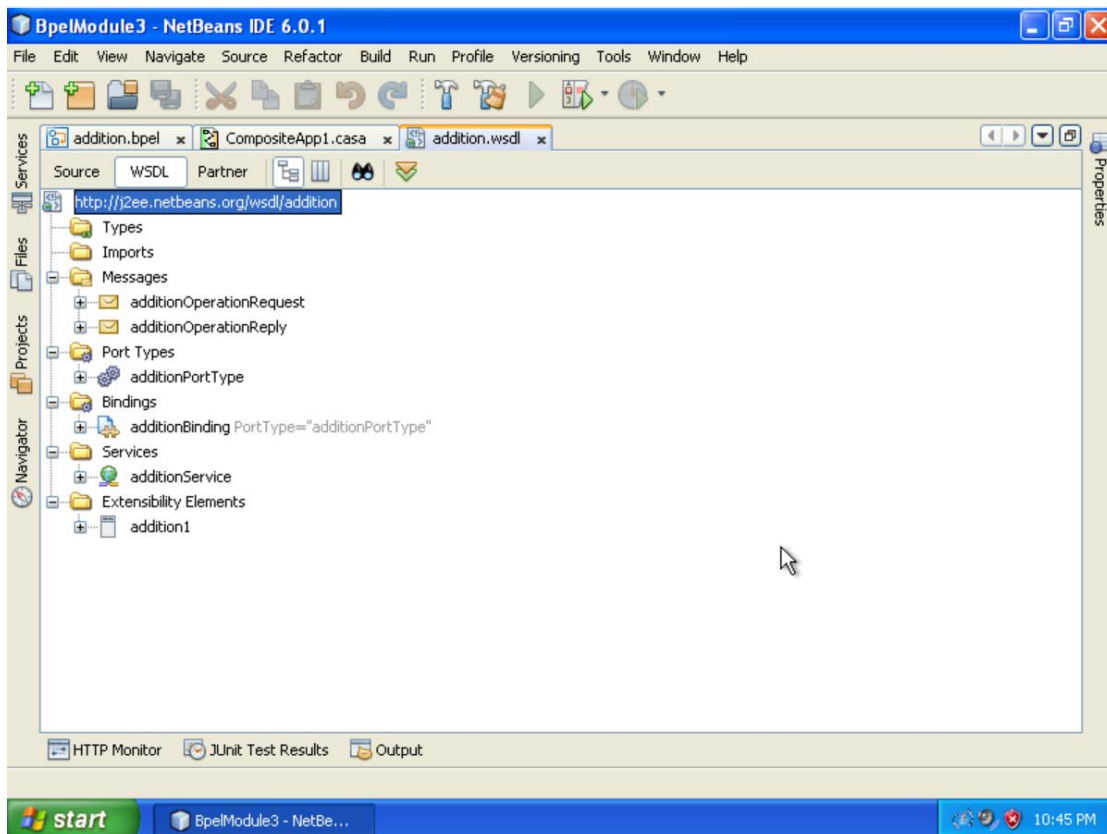 BpelModule3 - NetBeans IDE 6.0.1
File Edit View Navigate Source Refactor Build Run Profile Versioning Tools Window Help
addition.bpel x CompositeApp1.casa x addition.wsdl x
Source WSDL Partner
http://j2ee.netbeans.org/wsdl/addition
Types
Imports
Messages
additionOperationRequest
additionOperationReply
Port Types
additionPortType
Bindings
additionBinding PortType="additionPortType"
Services
additionService
Extensibility Elements
addition1
Services
Files
Projects
Navigator
Properties
HTTP Monitor JUnit Test Results Output
start BpelModule3 - NetBe... 10:45 PM